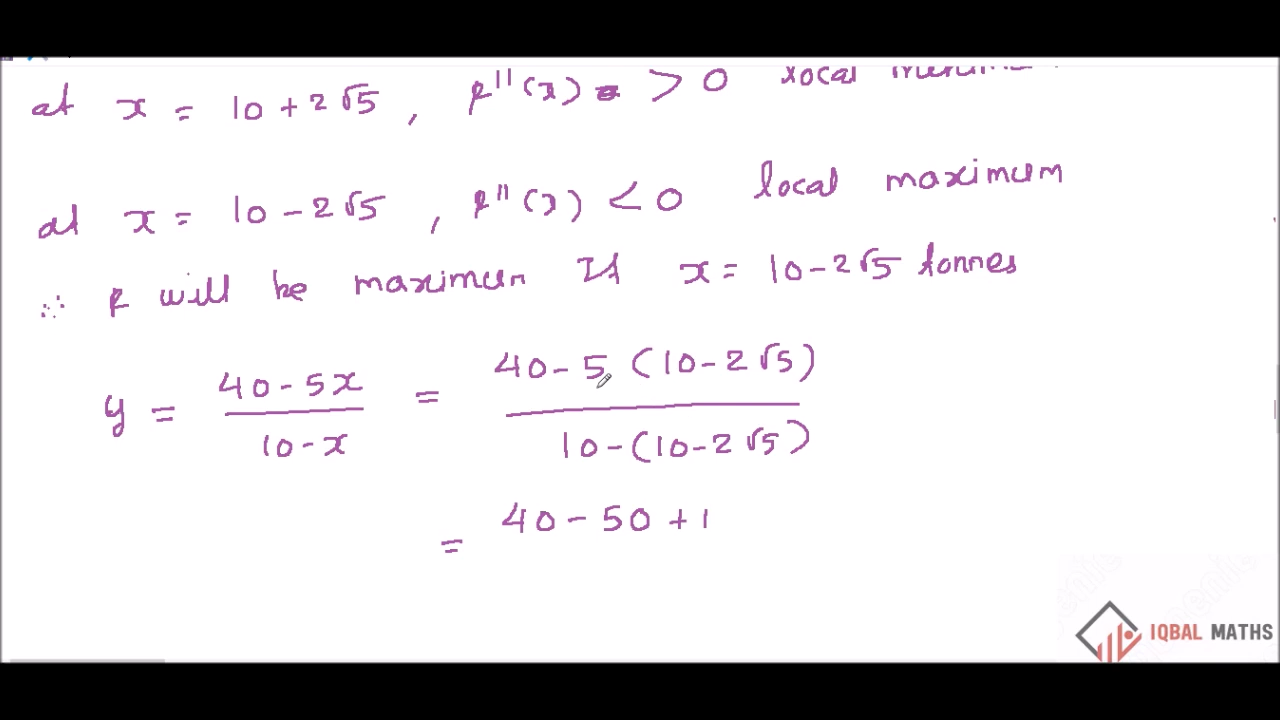 at x = 10 + 2√5 , R''(x) > 0 local
at x = 10 - 2√5 , R''(x) < 0 local maximum
∴ R will be maximum If x = 10 - 2√5 tonnes
y = (40 - 5x)/(10 - x) = (40 - 5(10 - 2√5))/(10 - (10 - 2√5))
= 40 - 50 + 1
IQBAL MATHS